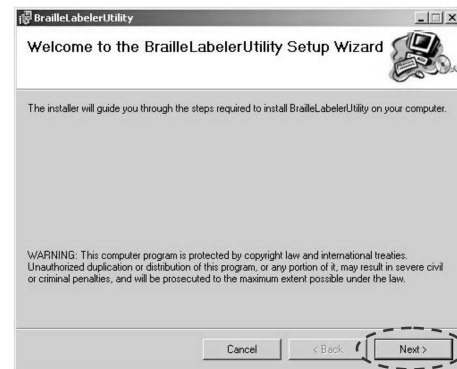 BrailleLabelerUtility
Welcome to the BrailleLabelerUtility Setup Wizard
The installer will guide you through the steps required to install BrailleLabelerUtility on your computer.
WARNING: This computer program is protected by copyright law and international treaties.
Unauthorized duplication or distribution of this program, or any portion of it, may result in severe civil
or criminal penalties, and will be prosecuted to the maximum extent possible under the law.
Cancel
< Back
Next >